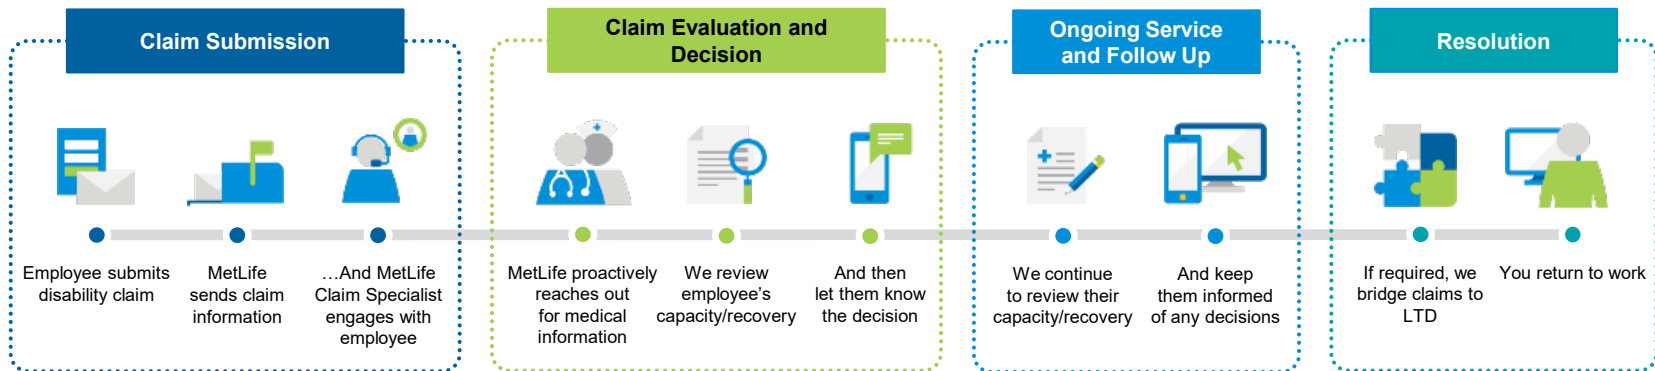 Claim Submission
Claim Evaluation and
Decision
Ongoing Service
and Follow Up
Resolution
Employee submits
disability claim
MetLife
sends claim
information
…And MetLife
Claim Specialist
engages with
employee
MetLife proactively
reaches out
for medical
information
We review
employee’s
capacity/recovery
And then
let them know
the decision
We continue
to review their
capacity/recovery
And keep
them informed
of any decisions
If required, we
bridge claims to
LTD
You return to work